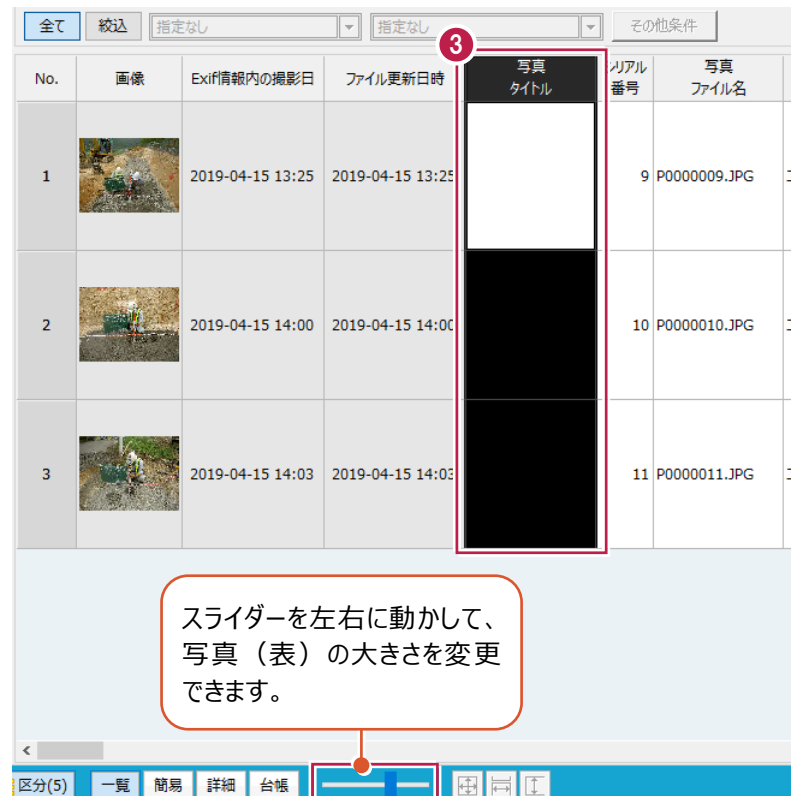 全て 絞込 指定なし 指定なし その他条件
3
No. 画像 Exif情報内の撮影日 ファイル更新日時 写真 タイトル シリアル 番号 写真 ファイル名
1 2019-04-15 13:25 2019-04-15 13:25 9 P0000009.JPG
2 2019-04-15 14:00 2019-04-15 14:00 10 P0000010.JPG
3 2019-04-15 14:03 2019-04-15 14:03 11 P0000011.JPG
スライダーを左右に動かして、
写真（表）の大きさを変更
できます。
区分(5) 一覧 簡易 詳細 台帳